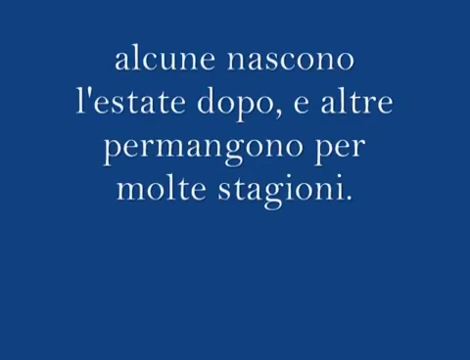 alcune nascono
l'estate dopo, e altre
permangono per
molte stagioni.